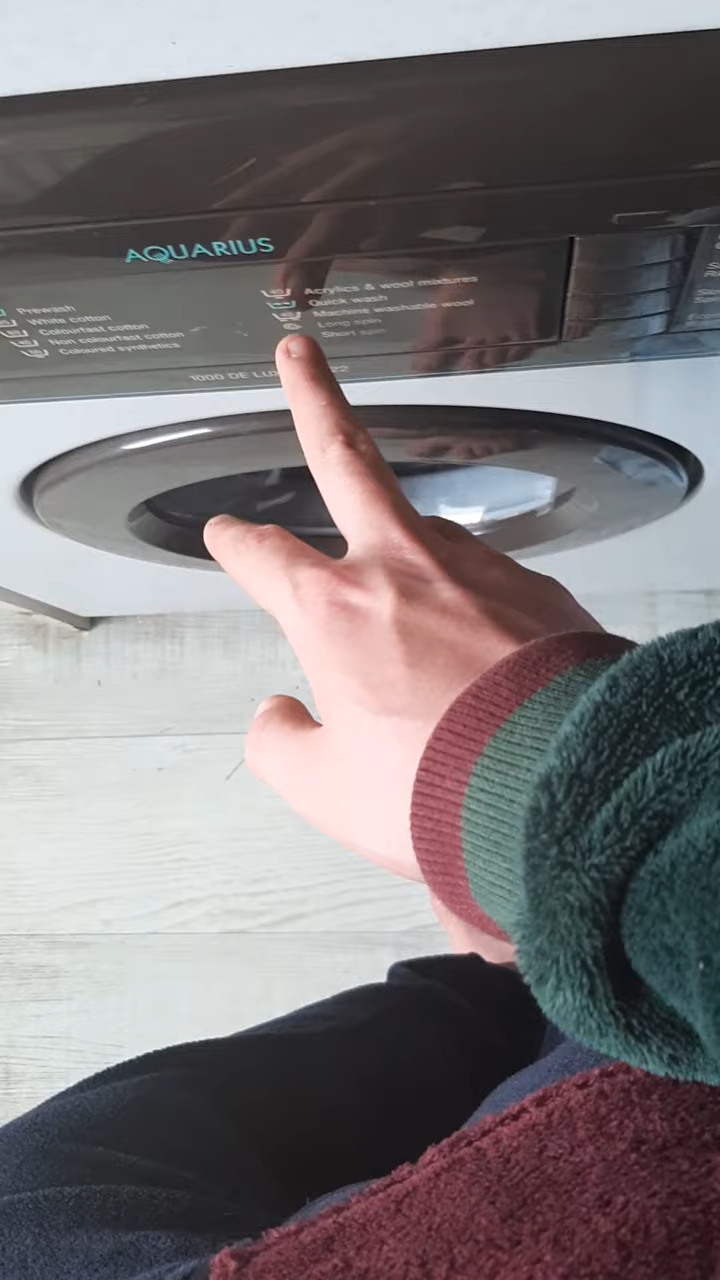 AQUARIUS
Prewash
White cotton
Colourfast cotton
Non colourfast cotton
Coloured synthetics
Acrylics & wool mixtures
Quick wash
Machine washable wool
Long spin
Short spin
1000 DE LU